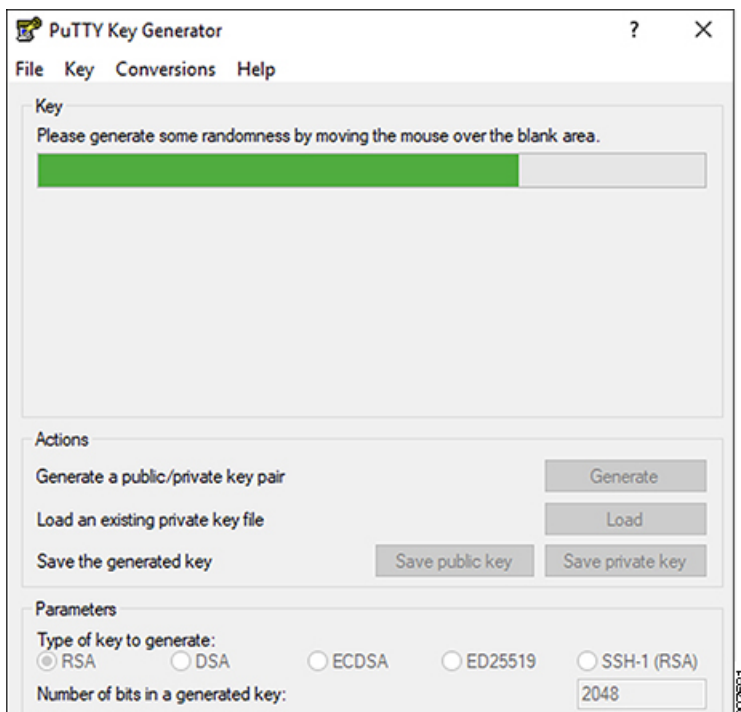 PuTTY Key Generator ? ×
File Key Conversions Help
Key
Please generate some randomness by moving the mouse over the blank area.
Actions
Generate a public/private key pair Generate
Load an existing private key file Load
Save the generated key Save public key Save private key
Parameters
Type of key to generate:
RSA DSA ECDSA ED25519 SSH-1 (RSA)
Number of bits in a generated key: 2048